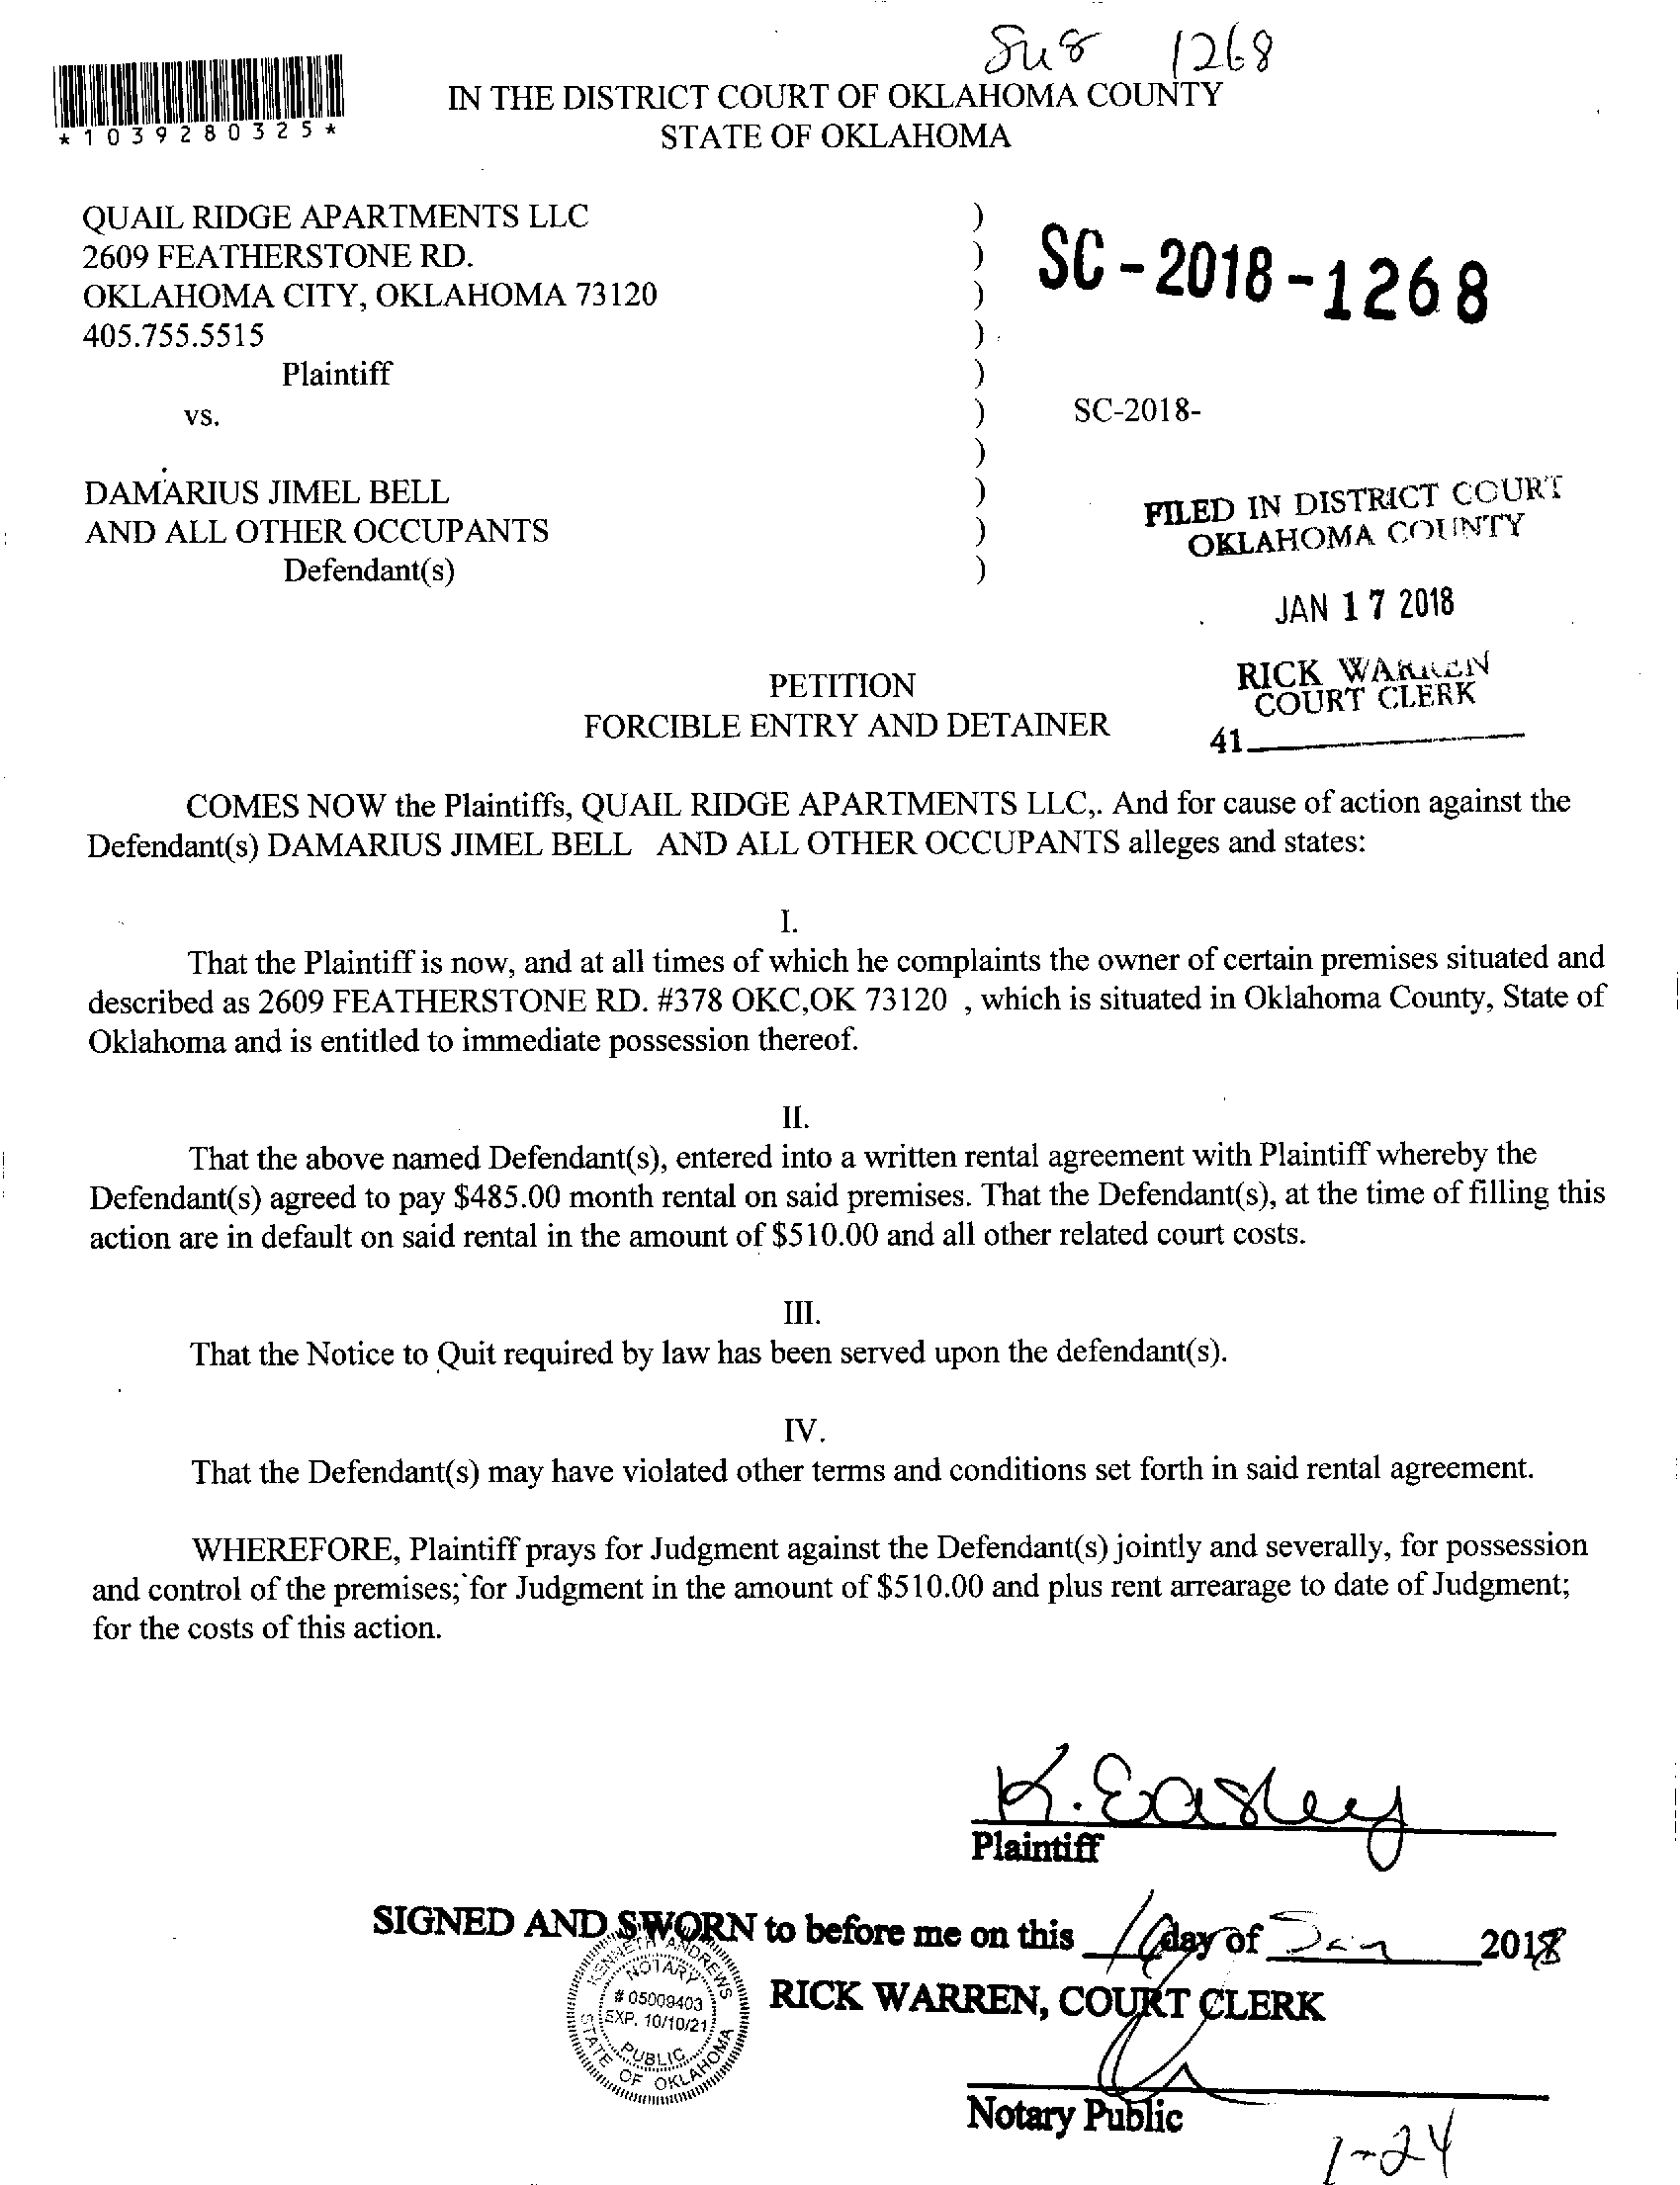 1268
IN THE DISTRICT COURT OF OKLAHOMA COUNTY
STATE OF OKLAHOMA
*1039280325*
QUAIL RIDGE APARTMENTS LLC )
2609 FEATHERSTONE RD. )
OKLAHOMA CITY, OKLAHOMA 73120 )
405.755.5515 )
Plaintiff )
vs. ) SC-2018-
)
DAMARIUS JIMEL BELL )
AND ALL OTHER OCCUPANTS )
Defendant(s) )
SC-2018-1268
FILED IN DISTRICT COURT
OKLAHOMA COUNTY
JAN 17 2018
RICK WARREN
COURT CLERK
41
PETITION
FORCIBLE ENTRY AND DETAINER
COMES NOW the Plaintiffs, QUAIL RIDGE APARTMENTS LLC,. And for cause of action against the
Defendant(s) DAMARIUS JIMEL BELL AND ALL OTHER OCCUPANTS alleges and states:
I.
That the Plaintiff is now, and at all times of which he complaints the owner of certain premises situated and
described as 2609 FEATHERSTONE RD. #378 OKC,OK 73120 , which is situated in Oklahoma County, State of
Oklahoma and is entitled to immediate possession thereof.
II.
That the above named Defendant(s), entered into a written rental agreement with Plaintiff whereby the
Defendant(s) agreed to pay $485.00 month rental on said premises. That the Defendant(s), at the time of filling this
action are in default on said rental in the amount of $510.00 and all other related court costs.
III.
That the Notice to Quit required by law has been served upon the defendant(s).
IV.
That the Defendant(s) may have violated other terms and conditions set forth in said rental agreement.
WHEREFORE, Plaintiff prays for Judgment against the Defendant(s) jointly and severally, for possession
and control of the premises; for Judgment in the amount of $510.00 and plus rent arrearage to date of Judgment;
for the costs of this action.
K. Easley
Plaintiff
SIGNED AND SWORN to before me on this day of Jan 2018
KENNETH ANDREWS
NOTARY
# 05009403
EXP. 10/10/21
PUBLIC
STATE OF OKLAHOMA
RICK WARREN, COURT CLERK
Notary Public
1-24